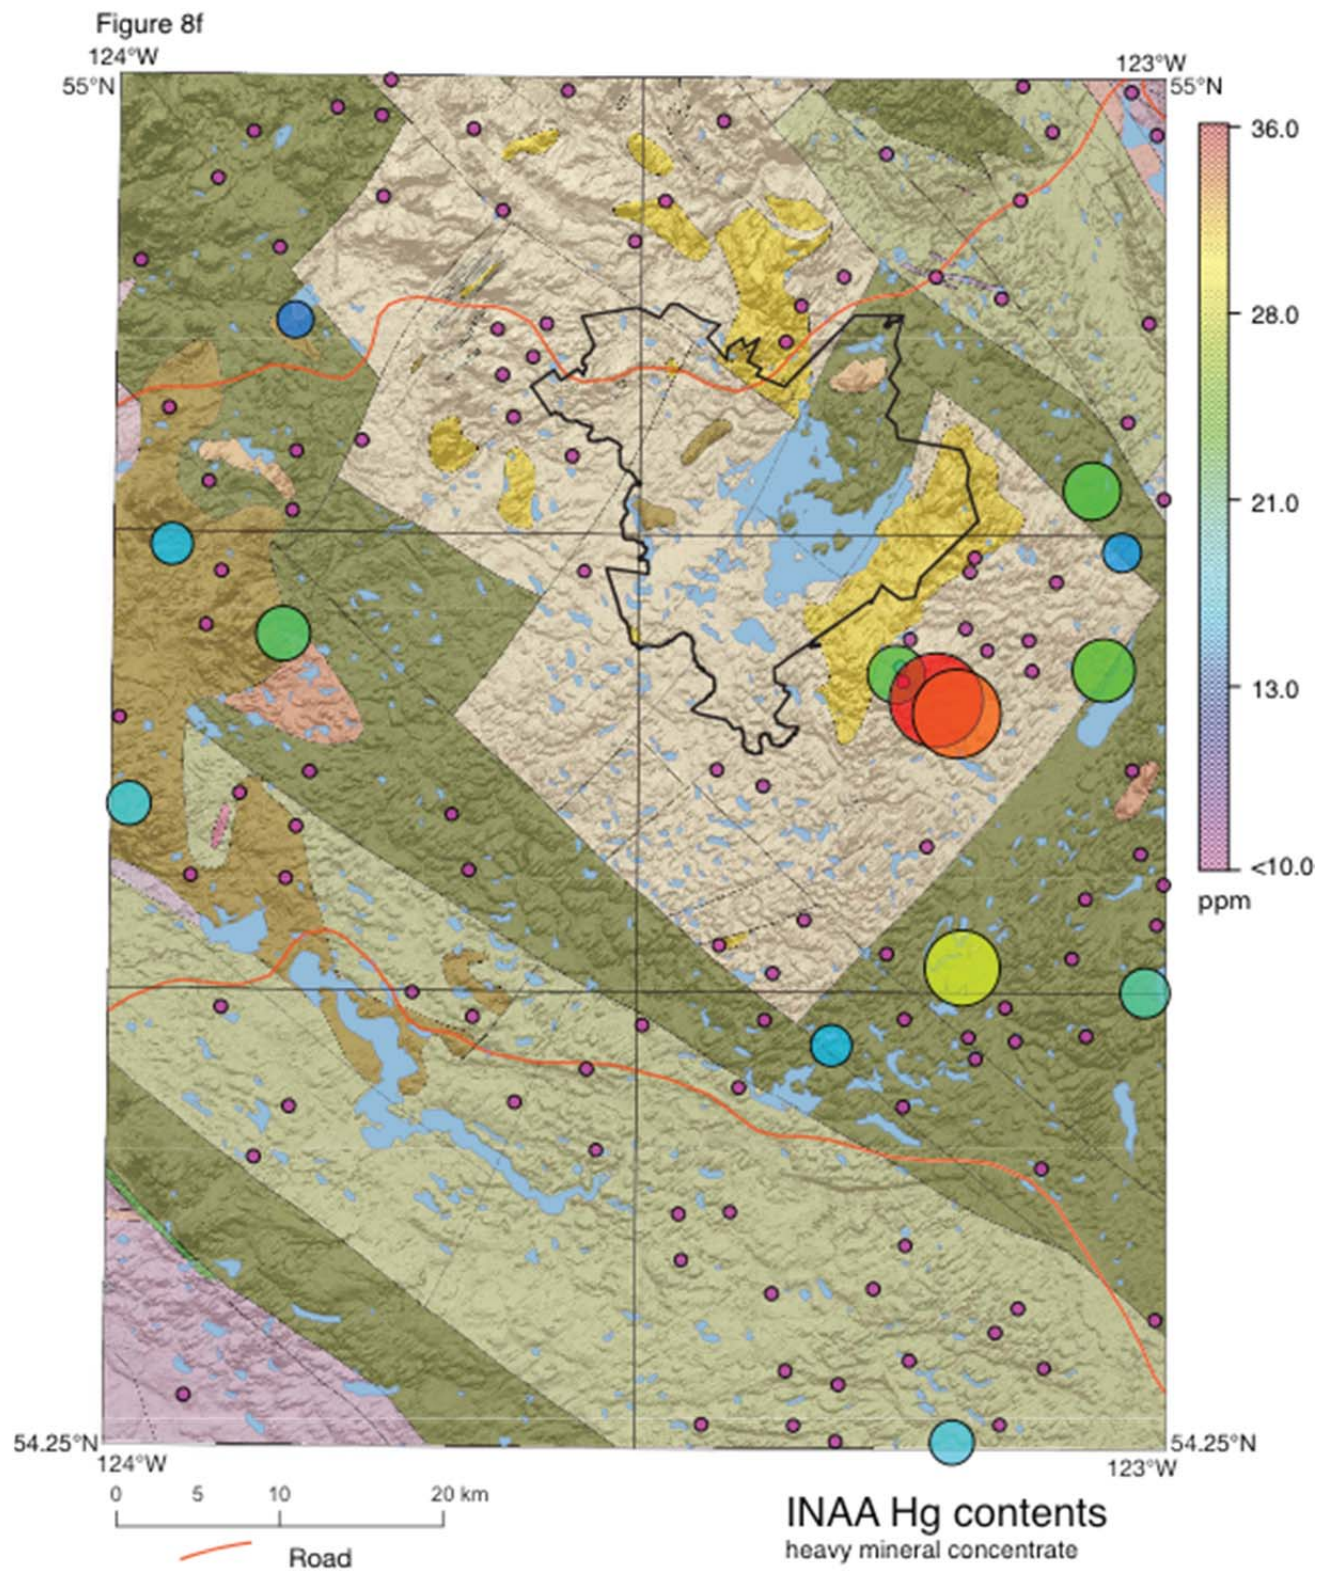 Figure 8f
124°W
123°W
55°N
55°N
36.0
28.0
21.0
13.0
<10.0
ppm
54.25°N
54.25°N
124°W
123°W
0 5 10 20 km
Road
INAA Hg contents
heavy mineral concentrate